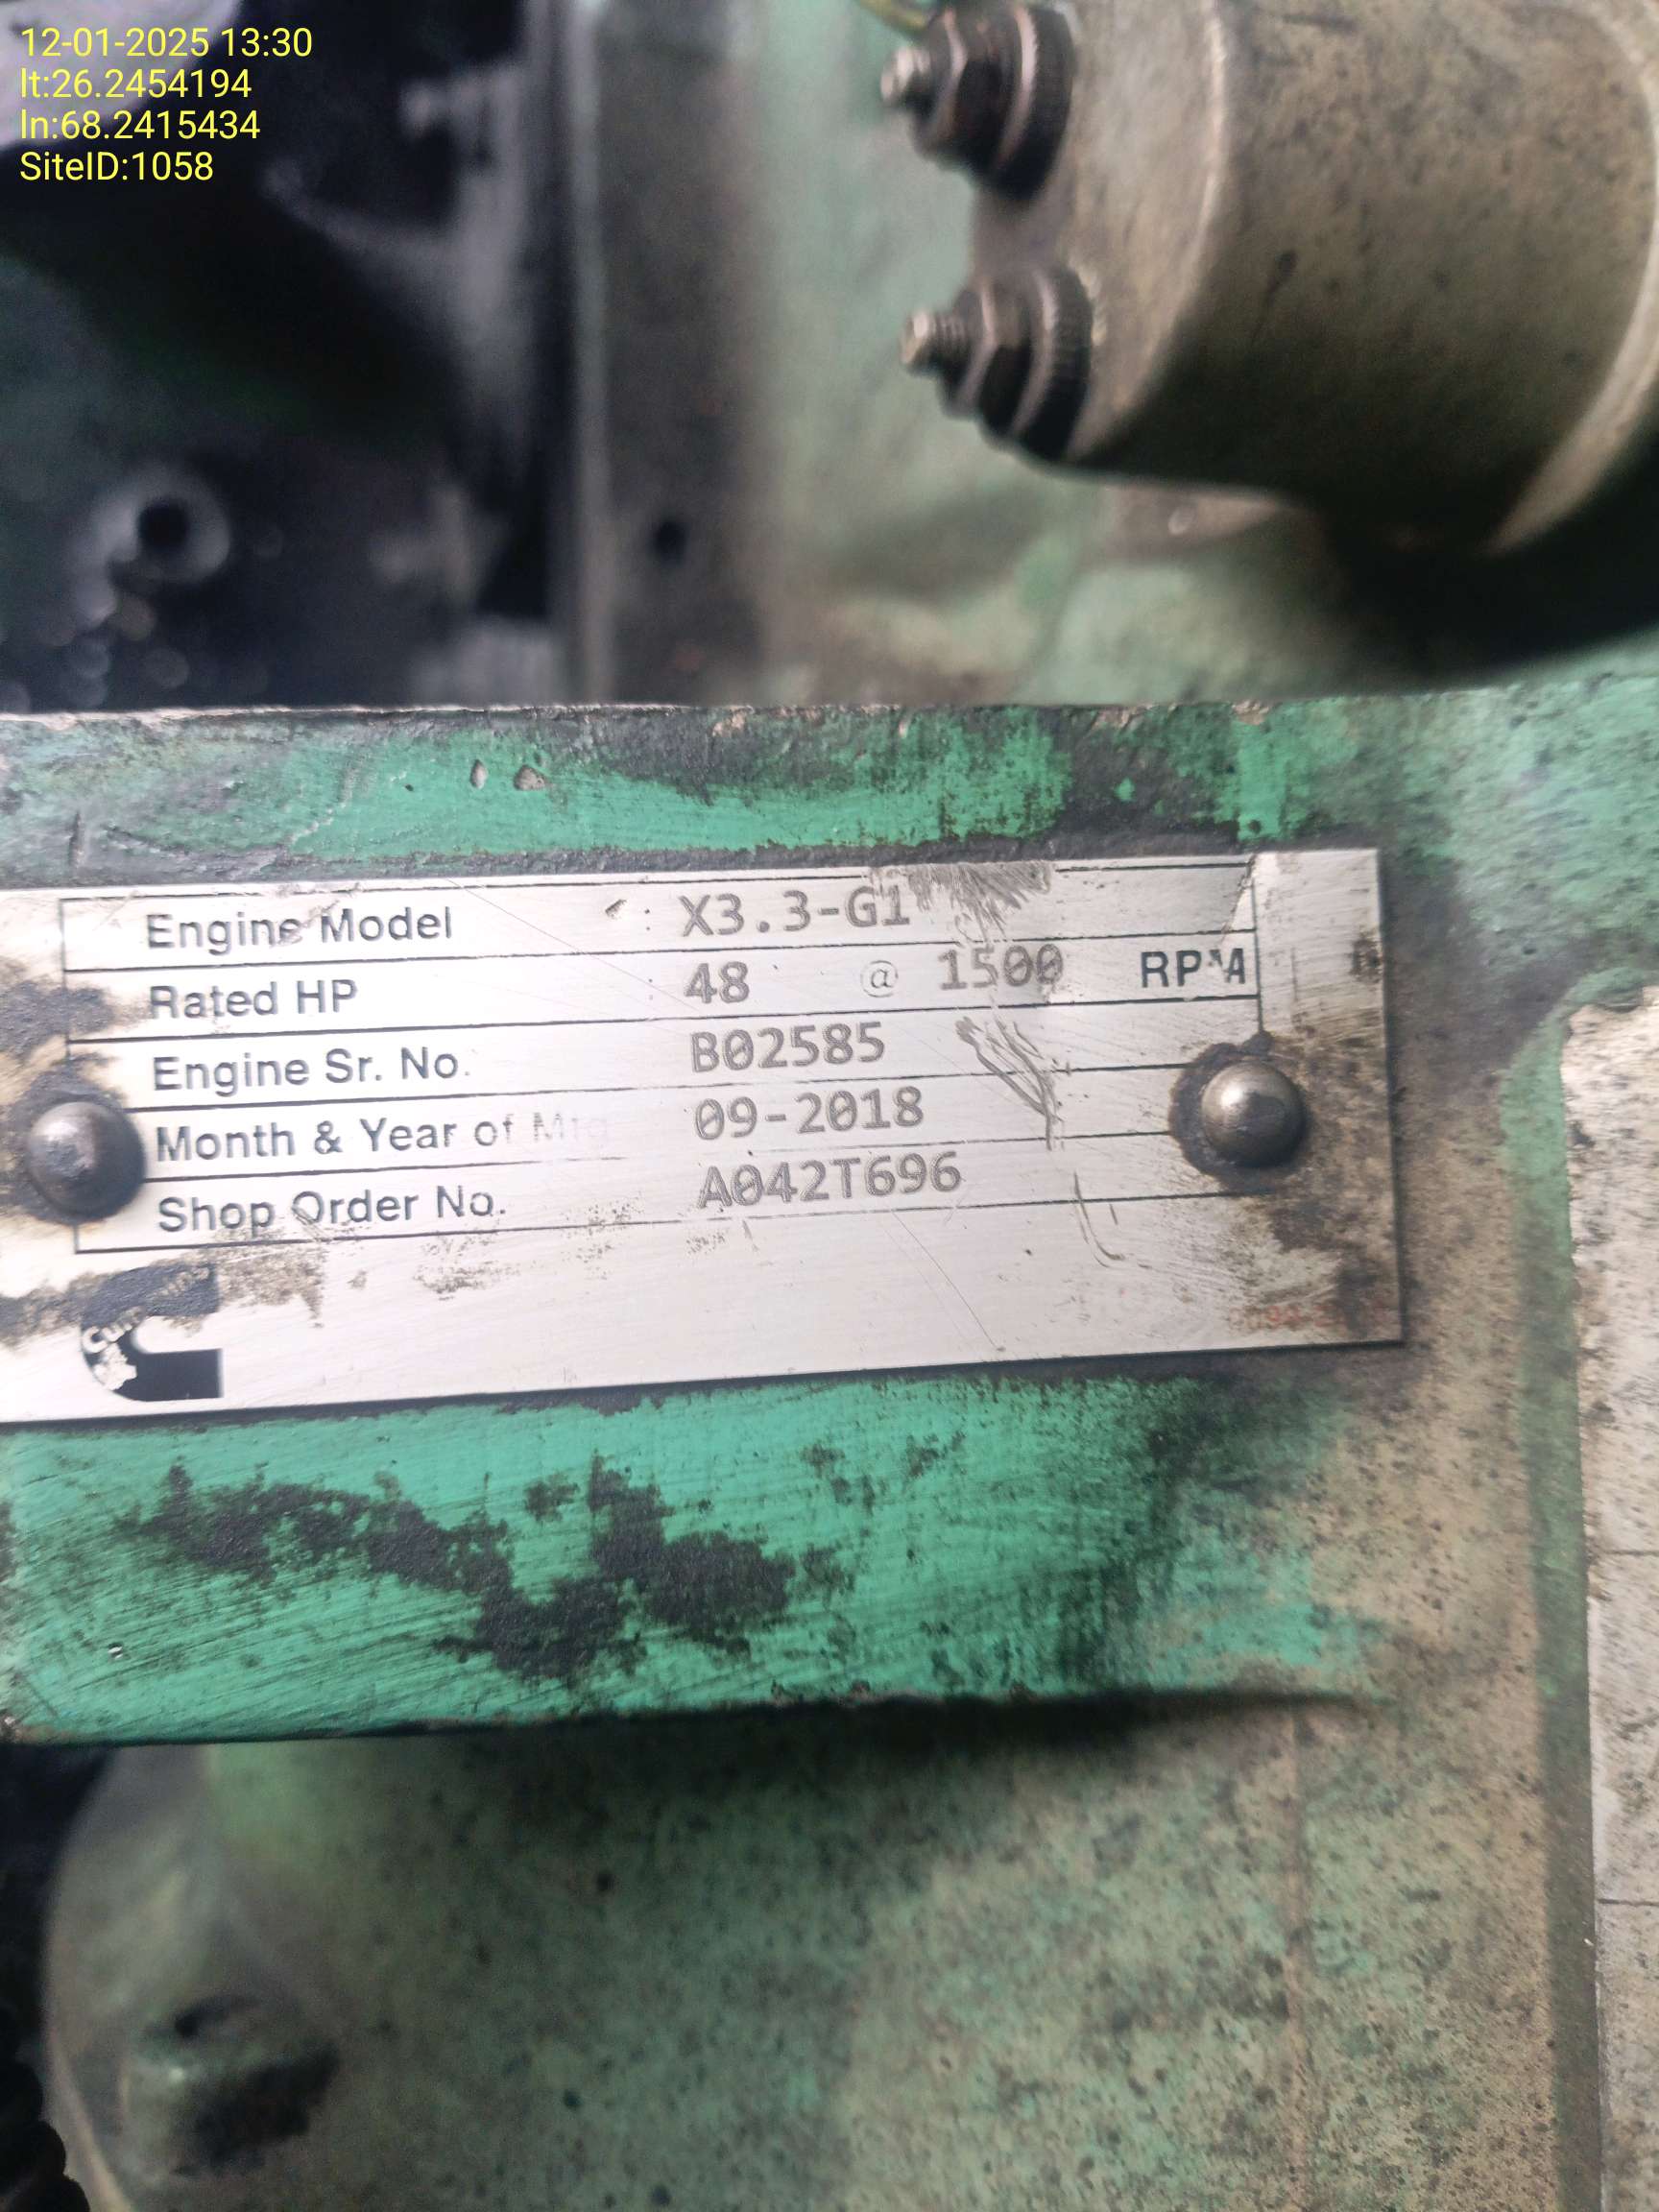 12-01-2025 13:30
lt:26.2454194
ln:68.2415434
SiteID:1058
Engine Model : X3.3-G1
Rated HP : 48 @ 1500 RPM
Engine Sr. No. B02585
Month & Year of Mfg 09-2018
Shop Order No. A042T696